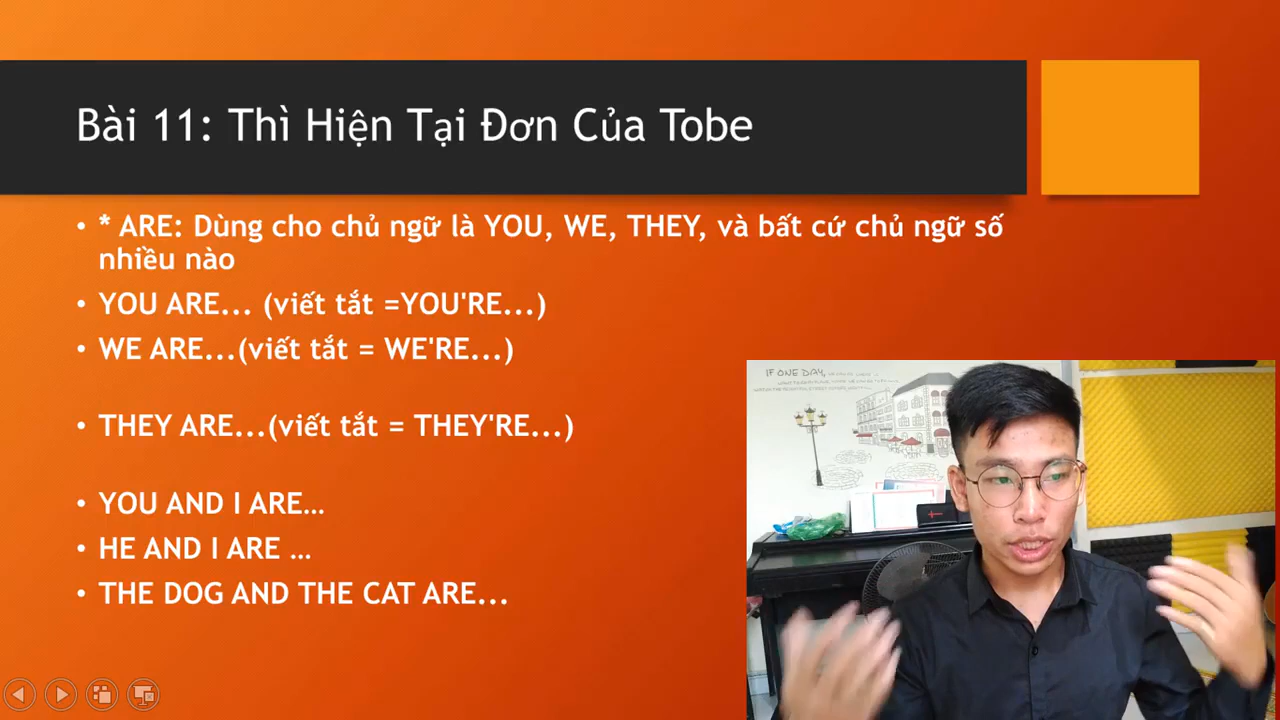 Bài 11: Thì Hiện Tại Đơn Của Tobe
• * ARE: Dùng cho chủ ngữ là YOU, WE, THEY, và bất cứ chủ ngữ số
nhiều nào
• YOU ARE... (viết tắt =YOU'RE...)
• WE ARE...(viết tắt = WE'RE...)
• THEY ARE...(viết tắt = THEY'RE...)
• YOU AND I ARE…
• HE AND I ARE …
• THE DOG AND THE CAT ARE...
IF ONE DAY,